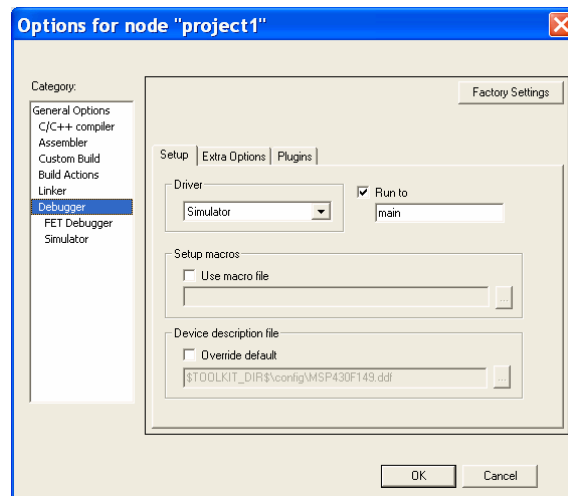 Options for node "project1"
Category:
Factory Settings
General Options
C/C++ compiler
Assembler
Custom Build
Build Actions
Linker
Debugger
FET Debugger
Simulator
Setup Extra Options Plugins
Driver
Simulator
Run to
main
Setup macros
Use macro file
...
Device description file
Override default
$TOOLKIT_DIR$\config\MSP430F149.ddf
...
OK Cancel